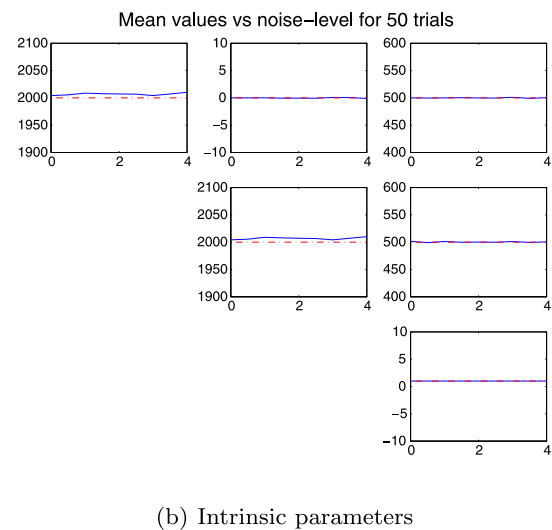 Mean values vs noise−level for 50 trials
2100 10 600
2050 5 550
2000 0 500
1950 −5 450
1900 −10 400
0 2 4 0 2 4 0 2 4
2100 600
2050 550
2000 500
1950 450
1900 400
0 2 4 0 2 4
10
5
0
−5
−10
0 2 4
(b) Intrinsic parameters